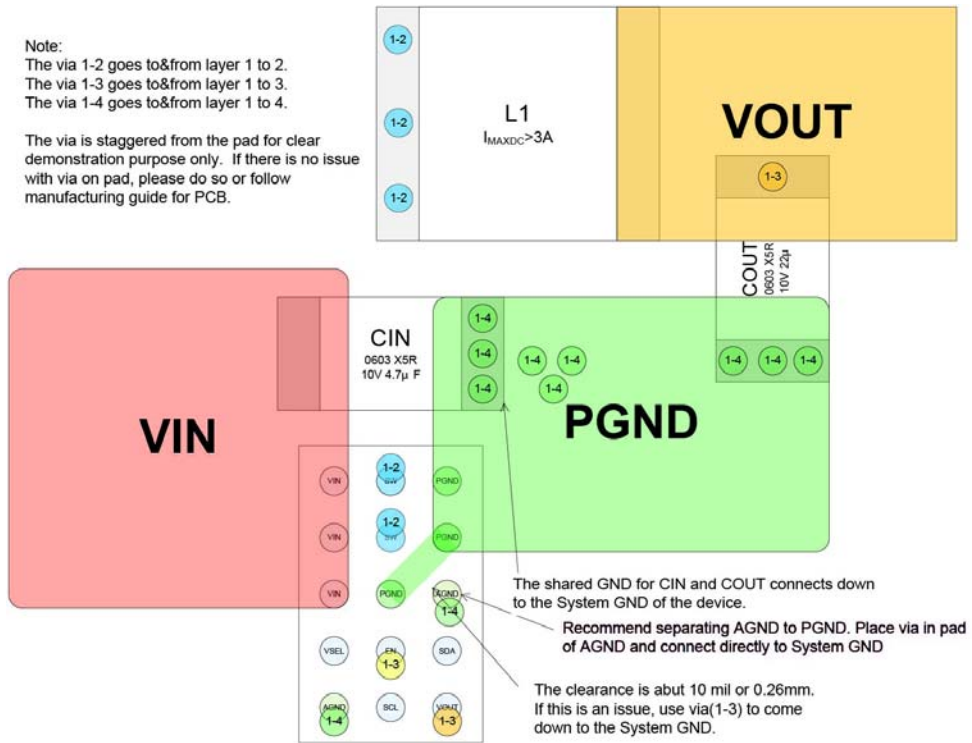 Note:
The via 1-2 goes to&from layer 1 to 2.
The via 1-3 goes to&from layer 1 to 3.
The via 1-4 goes to&from layer 1 to 4.
The via is staggered from the pad for clear
demonstration purpose only. If there is no issue
with via on pad, please do so or follow
manufacturing guide for PCB.
1-2
1-2
1-2
L1
IMAXDC>3A
VOUT
1-3
COUT
0603 X5R
10V 22µ
1-4 1-4 1-4
VIN
CIN
0603 X5R
10V 4.7µ F
1-4
1-4
1-4
1-4 1-4
1-4
PGND
VIN 1-2 SW PGND
VIN 1-2 SW PGND
VIN PGND AGND
1-4
VSEL EN SDA
1-3
AGND SCL VOUT
1-4 1-3
The shared GND for CIN and COUT connects down
to the System GND of the device.
Recommend separating AGND to PGND. Place via in pad
of AGND and connect directly to System GND
The clearance is abut 10 mil or 0.26mm.
If this is an issue, use via(1-3) to come
down to the System GND.